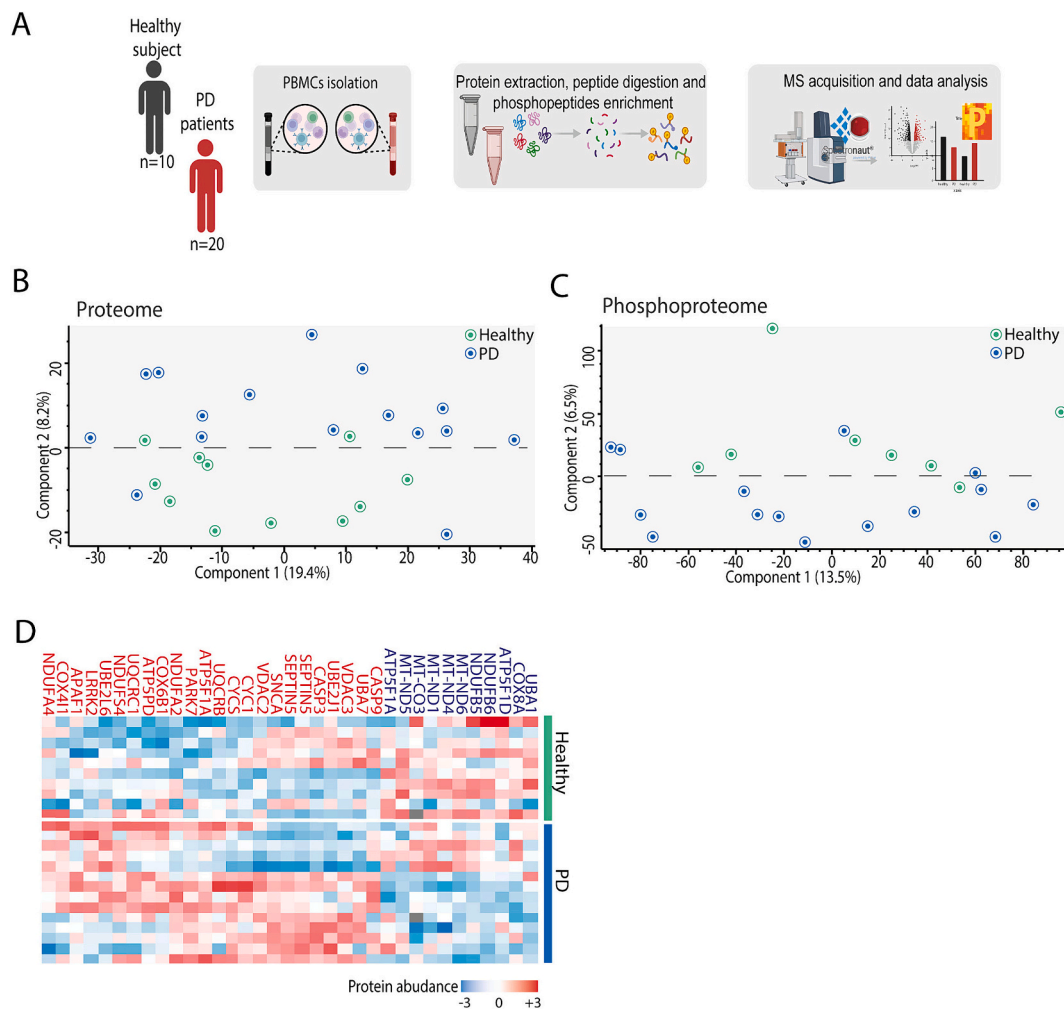 A
Healthy
subject
n=10
PD
patients
n=20
PBMCs isolation
Protein extraction, peptide digestion and
phosphopeptides enrichment
MS acquisition and data analysis
Spectronaut®
B
Proteome
Healthy
PD
Component 2 (8.2%)
20
0
-20
-30 -20 -10 0 10 20 30 40
Component 1 (19.4%)
C
Phosphoproteome
Healthy
PD
Component 2 (6.5%)
100
50
0
-50
-80 -60 -40 -20 0 20 40 60 80
Component 1 (13.5%)
D
NDUFA4
COX4I1
APAF1
LRRK2
UBE2L6
NDUFS4
UQCRC1
ATP5PD
COX6B1
NDUFA2
PARK7
ATP5F1A
UQCRB
CYCS
CYC1
VDAC2
SNCA
SEPTIN5
SEPTIN5
CASP3
UBE2J1
VDAC3
UBA7
CASP9
ATP5F1A
MT-ND5
MT-CO3
MT-ND1
MT-ND4
MT-ND6
NDUFB5
NDUFB6
ATP5F1D
COX8A
UBA1
Healthy
PD
Protein abudance
-3 0 +3